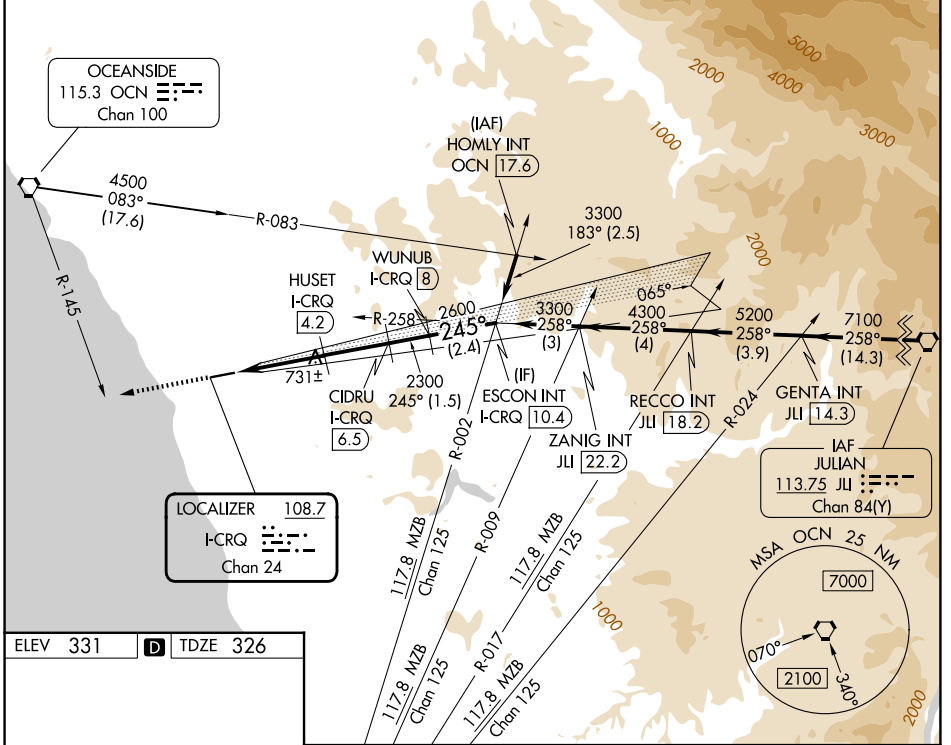 OCEANSIDE
115.3 OCN
Chan 100
5000
2000
4000
3000
1000
(IAF)
HOMLY INT
OCN 17.6
4500
083°
(17.6)
R-083
3300
183° (2.5)
R-145
WUNUB
I-CRQ 8
HUSET
I-CRQ
4.2
R-258
2600
245°
(2.4)
2000
065°
3300
258°
(3)
4300
258°
(4)
5200
258°
(3.9)
7100
258°
(14.3)
731±
CIDRU
I-CRQ
6.5
2300
245° (1.5)
(IF)
ESCON INT
I-CRQ 10.4
ZANIG INT
JLI 22.2
RECCO INT
JLI 18.2
GENTA INT
JLI 14.3
R-002
R-009
R-017
R-024
IAF
JULIAN
113.75 JLI
Chan 84(Y)
LOCALIZER 108.7
I-CRQ
Chan 24
117.8 MZB
Chan 125
117.8 MZB
Chan 125
117.8 MZB
Chan 125
117.8 MZB
Chan 125
1000
MSA OCN 25 NM
7000
070°
2100
340°
2000
ELEV 331 D TDZE 326